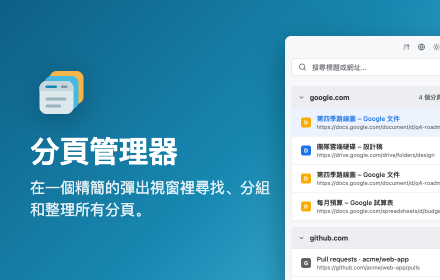 分頁管理器
在一個精簡的彈出視窗裡尋找、分組
和整理所有分頁。
搜尋標題或網址...
google.com
4 個分頁
D
第四季路線圖 – Google 文件
https://docs.google.com/document/d/q4-roadm
D
團隊雲端硬碟 – 設計稿
https://drive.google.com/drive/folders/design
D
第四季路線圖 – Google 文件
https://docs.google.com/document/d/q4-roadm
D
每月預算 – Google 試算表
https://docs.google.com/spreadsheets/d/budge
github.com
G
Pull requests · acme/web-app
https://github.com/acme/web-app/pulls